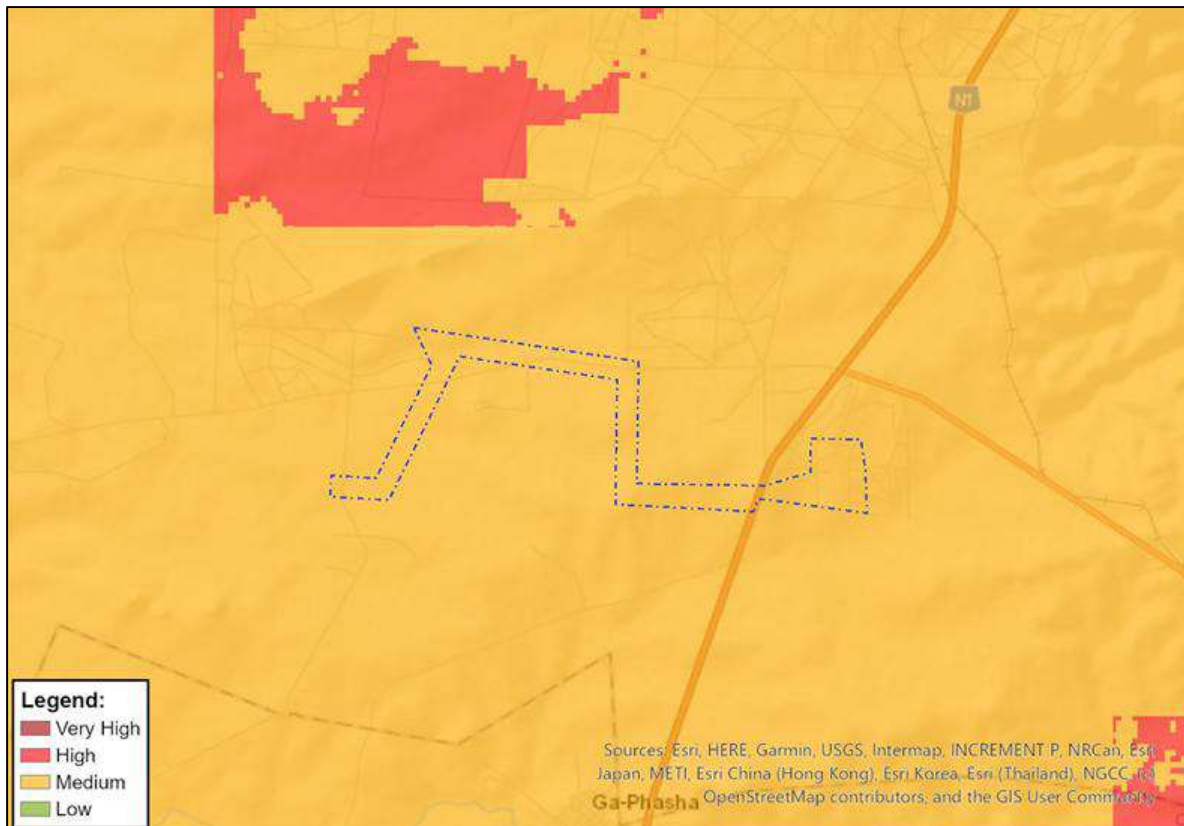 N1
Legend:
Very High
High
Medium
Low
Sources: Esri, HERE, Garmin, USGS, Intermap, INCREMENT P, NRCan, Esri
Japan, METI, Esri China (Hong Kong), Esri Korea, Esri (Thailand), NGCC, (c)
OpenStreetMap contributors, and the GIS User Community
Ga-Phasha